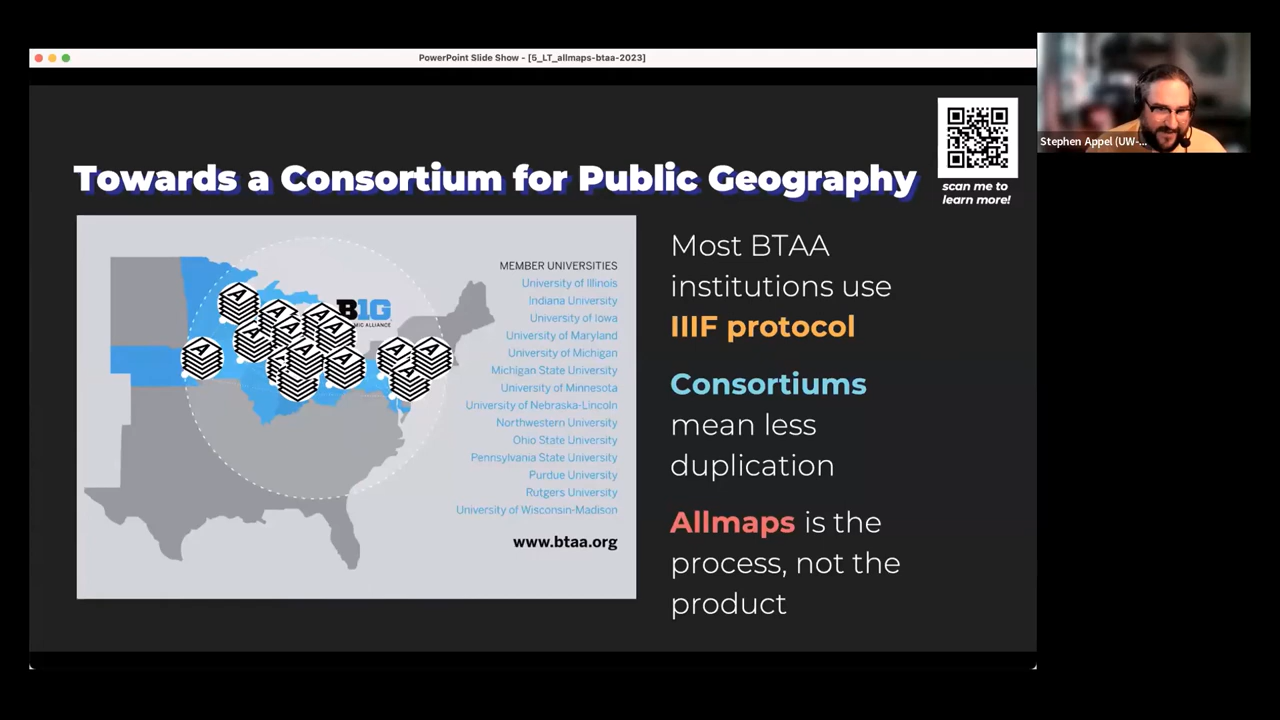 PowerPoint Slide Show - [5_LT_allmaps-btaa-2023]
Stephen Appel (UW-...
Towards a Consortium for Public Geography
scan me to
learn more!
B1G
MEMBER UNIVERSITIES
University of Illinois
Indiana University
University of Iowa
University of Maryland
University of Michigan
Michigan State University
University of Minnesota
University of Nebraska-Lincoln
Northwestern University
Ohio State University
Pennsylvania State University
Purdue University
Rutgers University
University of Wisconsin-Madison
www.btaa.org
Most BTAA
institutions use
IIIF protocol
Consortiums
mean less
duplication
Allmaps is the
process, not the
product